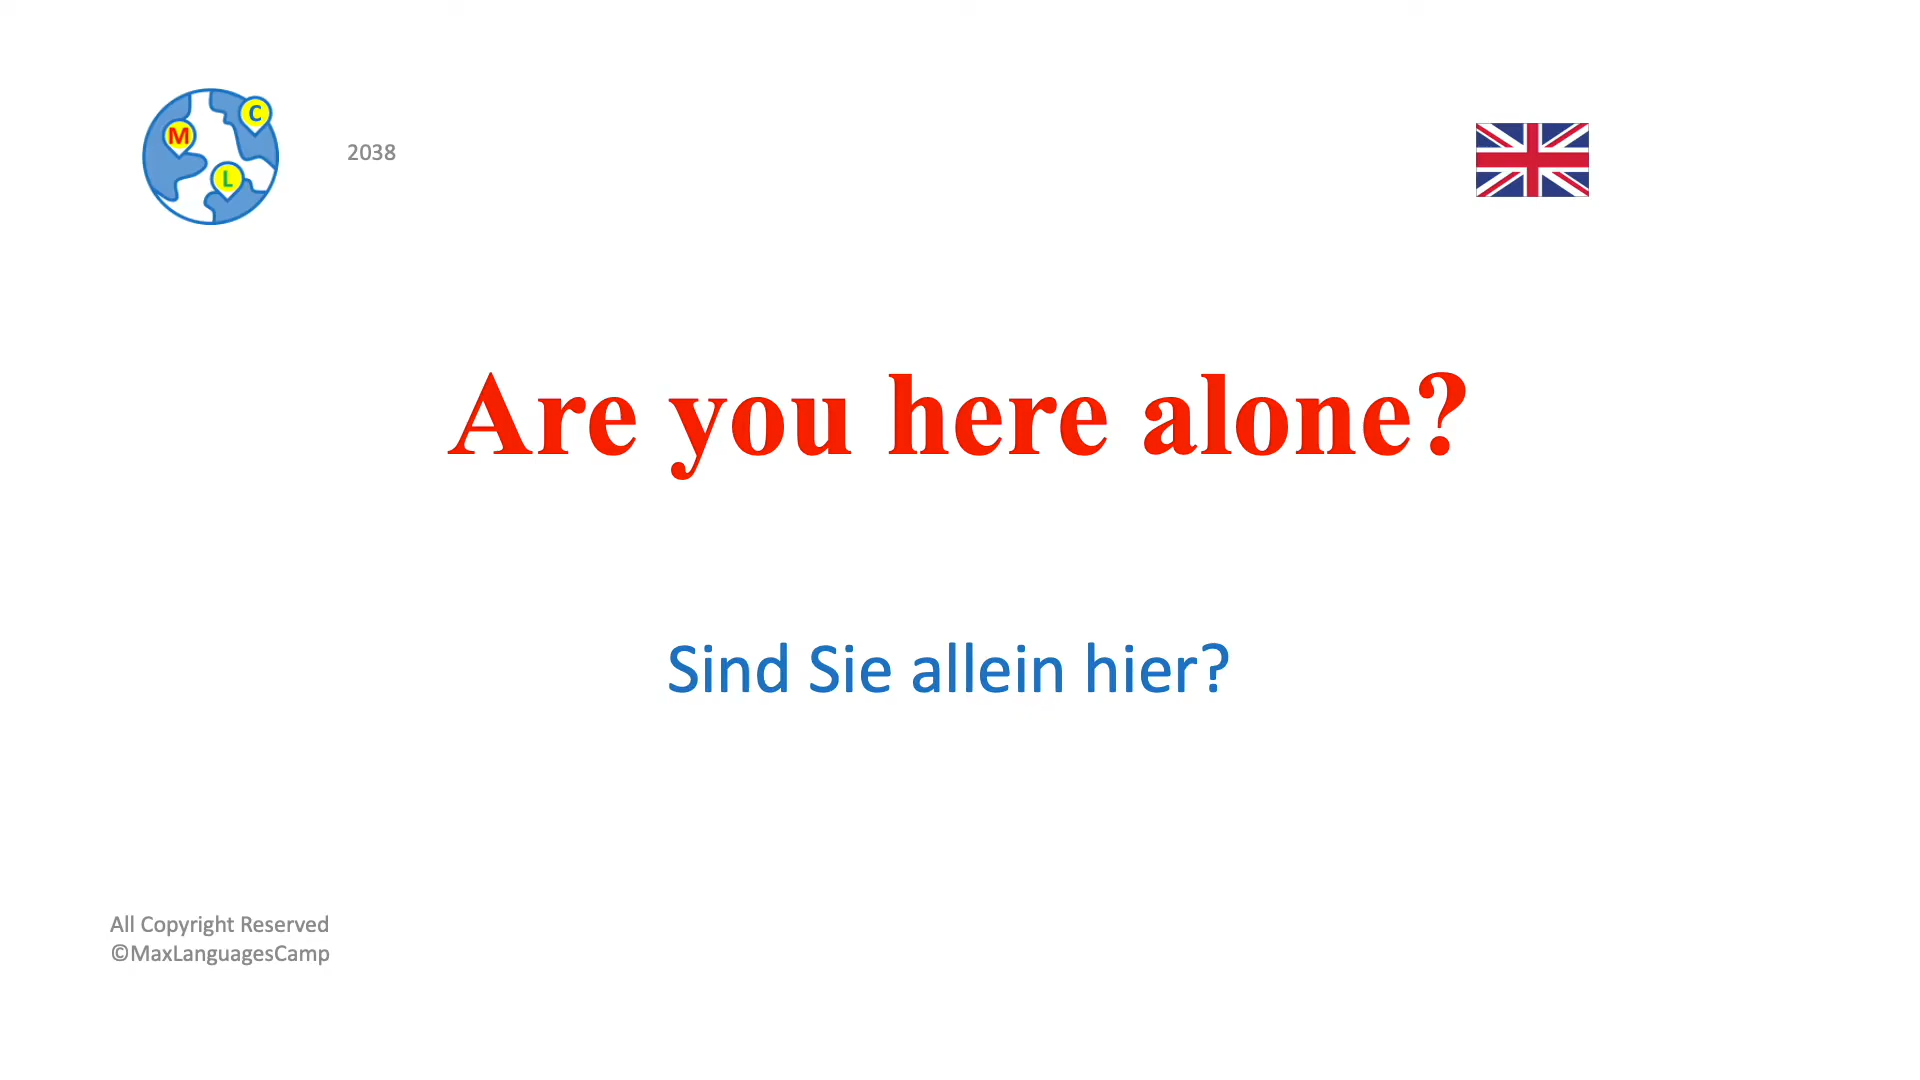 M
C
L
2038
Are you here alone?
Sind Sie allein hier?
All Copyright Reserved
©MaxLanguagesCamp